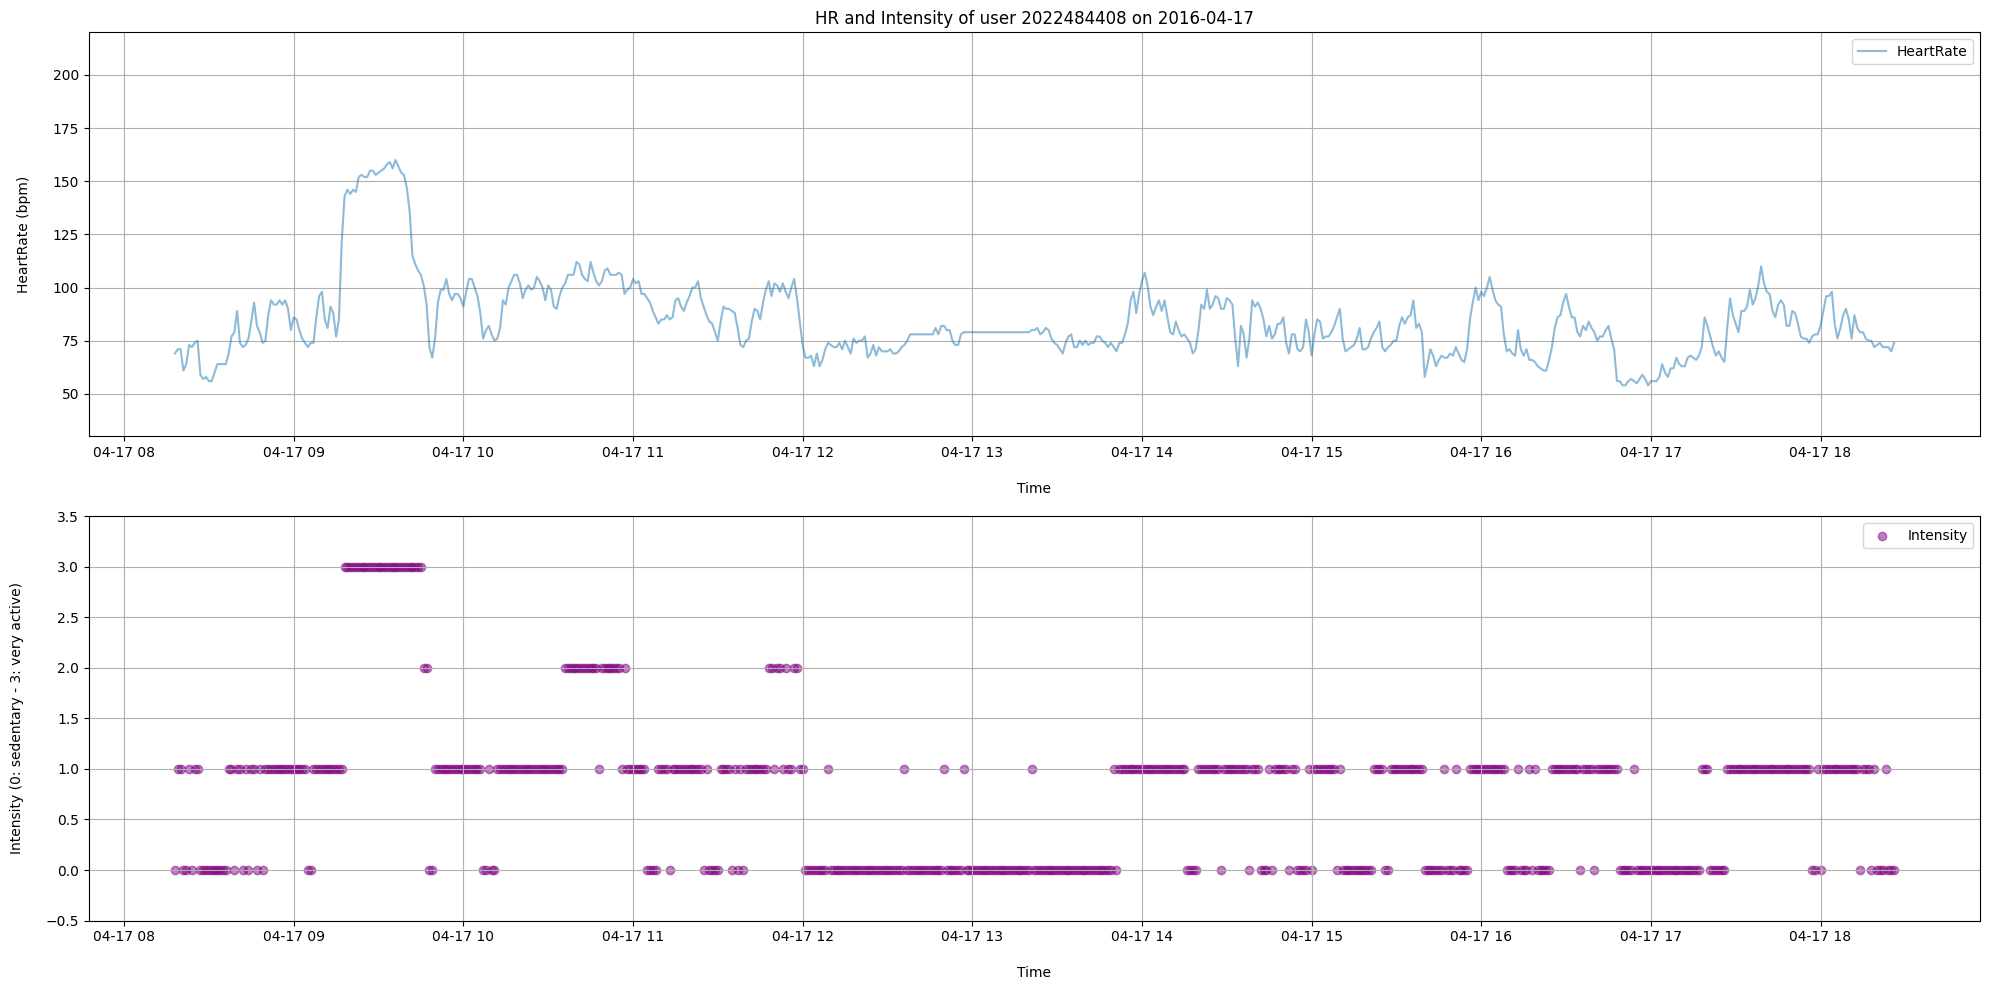 HR and Intensity of user 2022484408 on 2016-04-17
HeartRate
HeartRate (bpm)
200
175
150
125
100
75
50
04-17 08 04-17 09 04-17 10 04-17 11 04-17 12 04-17 13 04-17 14 04-17 15 04-17 16 04-17 17 04-17 18
Time
Intensity
Intensity (0: sedentary - 3: very active)
3.5
3.0
2.5
2.0
1.5
1.0
0.5
0.0
−0.5
04-17 08 04-17 09 04-17 10 04-17 11 04-17 12 04-17 13 04-17 14 04-17 15 04-17 16 04-17 17 04-17 18
Time